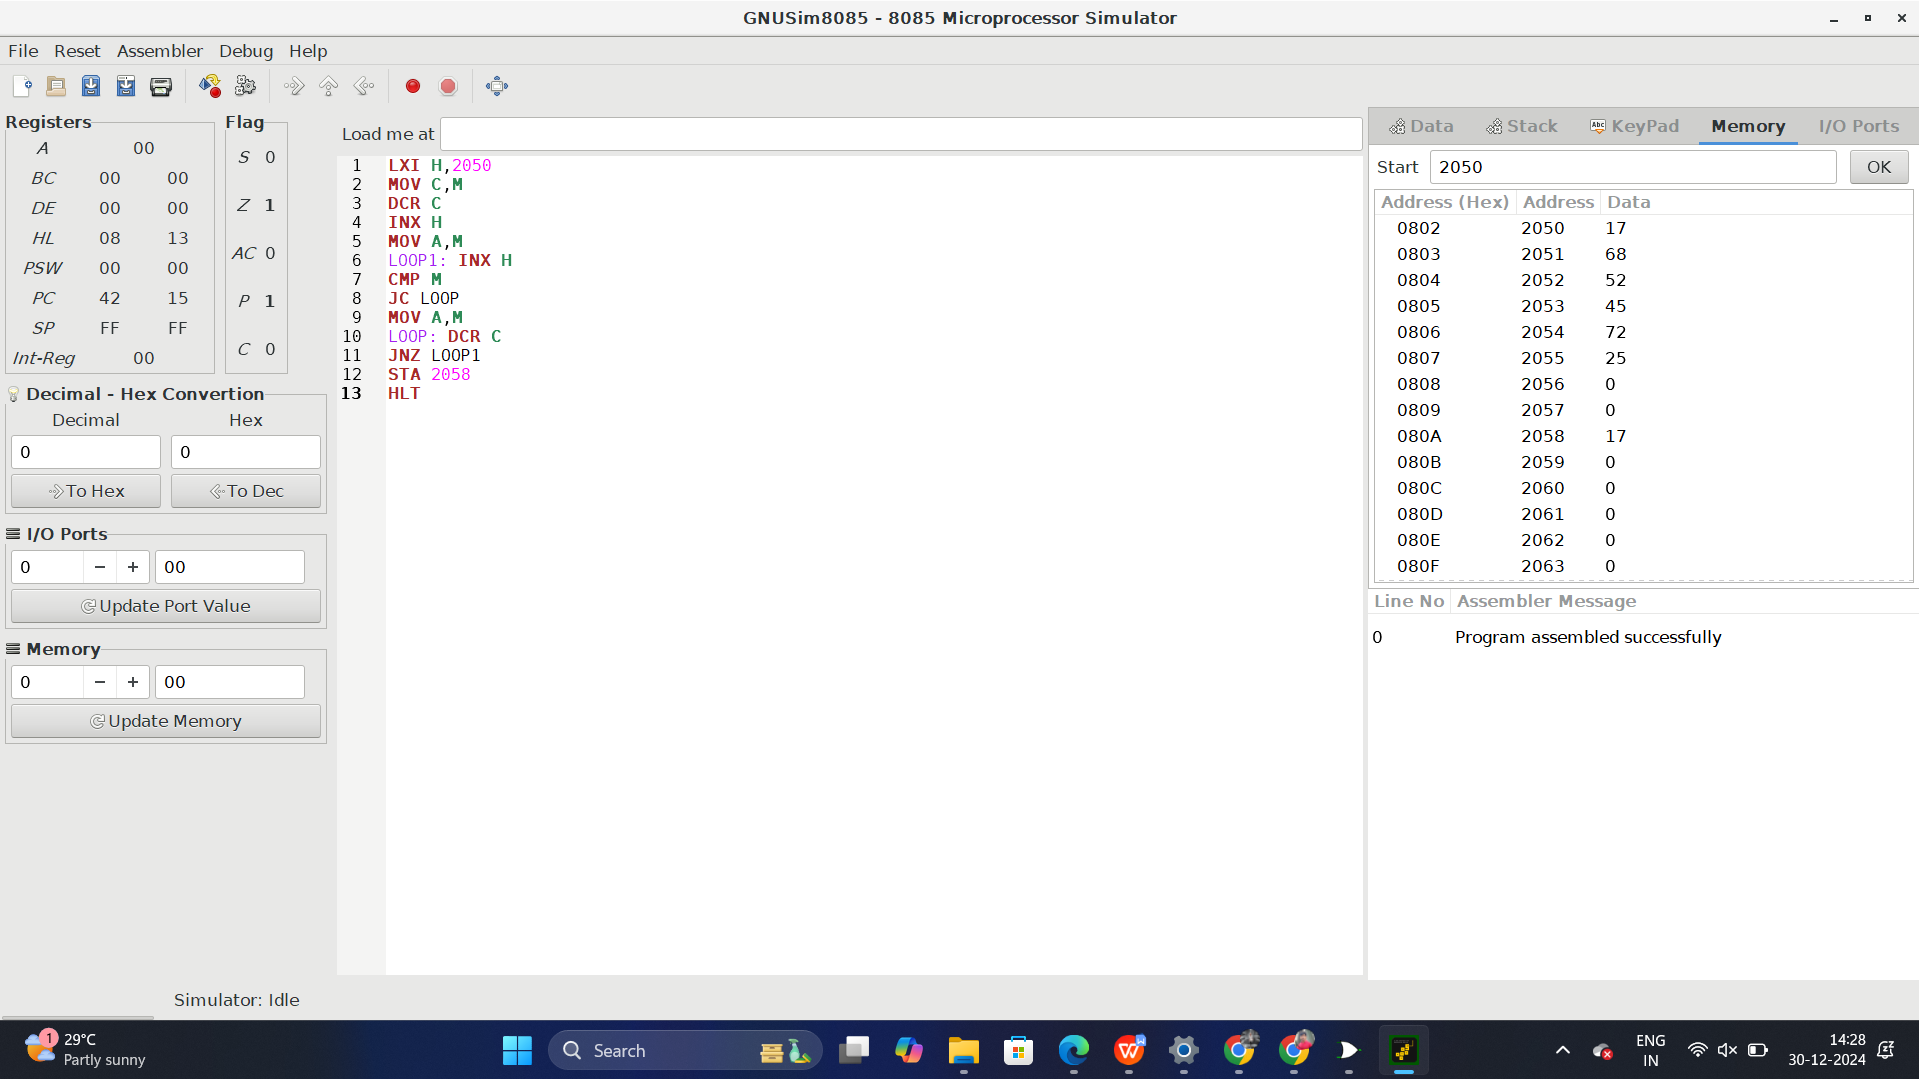 GNUSim8085 - 8085 Microprocessor Simulator
File Reset Assembler Debug Help
Registers
A 00
BC 00 00
DE 00 00
HL 08 13
PSW 00 00
PC 42 15
SP FF FF
Int-Reg 00
Flag
S 0
Z 1
AC 0
P 1
C 0
Decimal - Hex Convertion
Decimal Hex
0 0
To Hex To Dec
I/O Ports
0 − + 00
Update Port Value
Memory
0 − + 00
Update Memory
Load me at
1 LXI H,2050
2 MOV C,M
3 DCR C
4 INX H
5 MOV A,M
6 LOOP1: INX H
7 CMP M
8 JC LOOP
9 MOV A,M
10 LOOP: DCR C
11 JNZ LOOP1
12 STA 2058
13 HLT
Data Stack Abc KeyPad Memory I/O Ports
Start 2050 OK
Address (Hex) Address Data
0802 2050 17
0803 2051 68
0804 2052 52
0805 2053 45
0806 2054 72
0807 2055 25
0808 2056 0
0809 2057 0
080A 2058 17
080B 2059 0
080C 2060 0
080D 2061 0
080E 2062 0
080F 2063 0
Line No Assembler Message
0 Program assembled successfully
Simulator: Idle
1
29°C
Partly sunny
Search
ENG
IN
14:28
30-12-2024